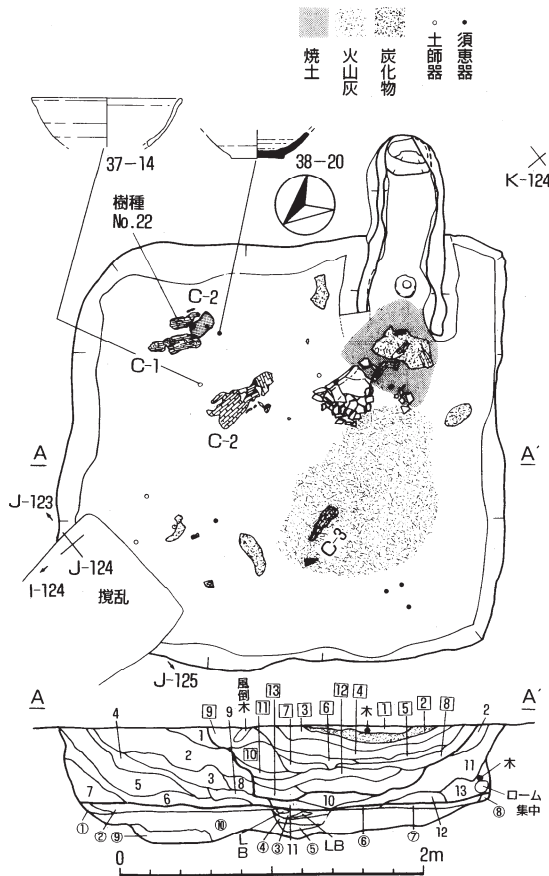 焼土
火山灰
炭化物
○土師器
●須恵器
37-14
38-20
K-124
樹種
No.22
C-2
C-1
C-2
A
A´
J-123
C-3
J-124
I-124
撹乱
J-125
A
A´
風倒木
木
4
1
9
9
11
13
7
3
6
12
4
1
5
2
8
2
2
10
11
木
5
3
8
7
6
10
13
ローム
集中
①
②
⑨
⑩
L
B
④
③
11
⑤
LB
⑥
⑦
12
⑧
0
2m